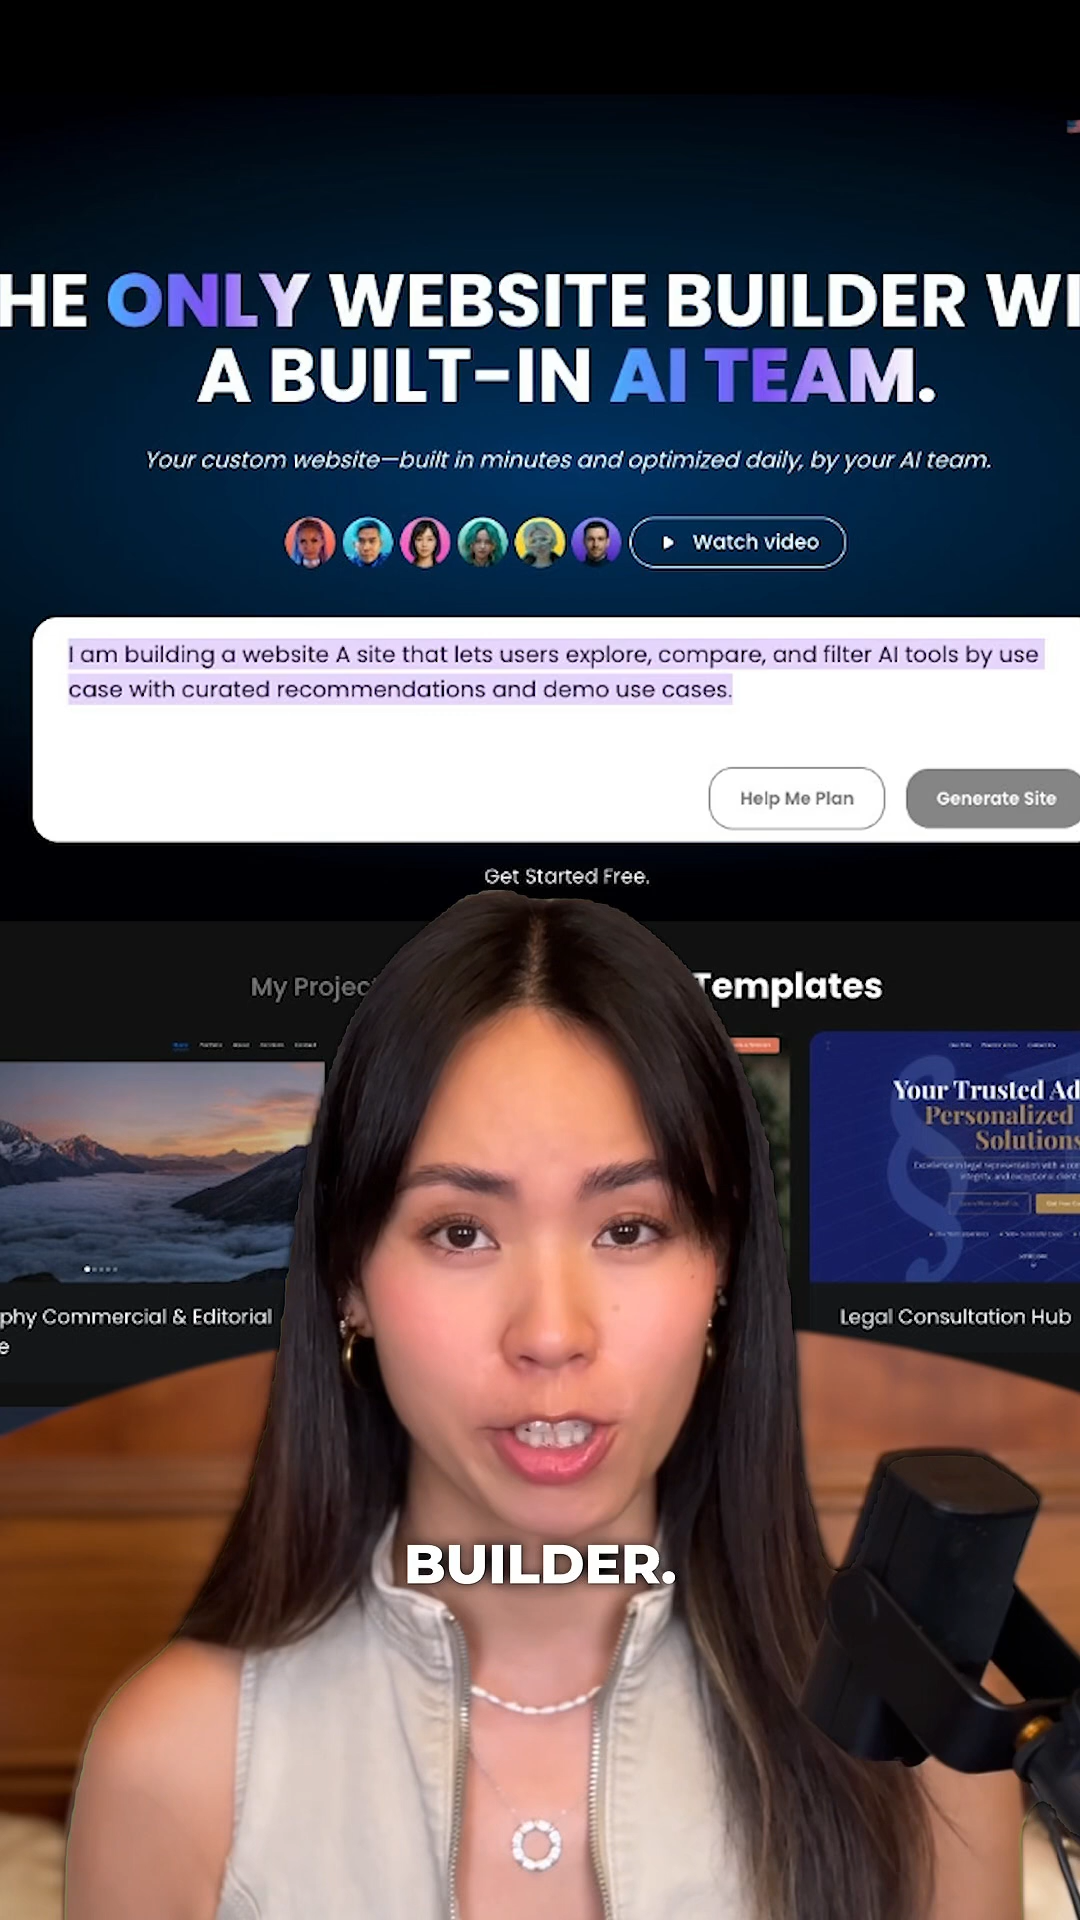 HE ONLY WEBSITE BUILDER WI
A BUILT-IN AI TEAM.
Your custom website—built in minutes and optimized daily, by your AI team.
Watch video
I am building a website A site that lets users explore, compare, and filter AI tools by use
case with curated recommendations and demo use cases.
Help Me Plan
Generate Site
Get Started Free.
My Projec
Templates
Your Trusted Ad
Personalized
Solutions
phy Commercial & Editorial
e
Legal Consultation Hub
BUILDER.